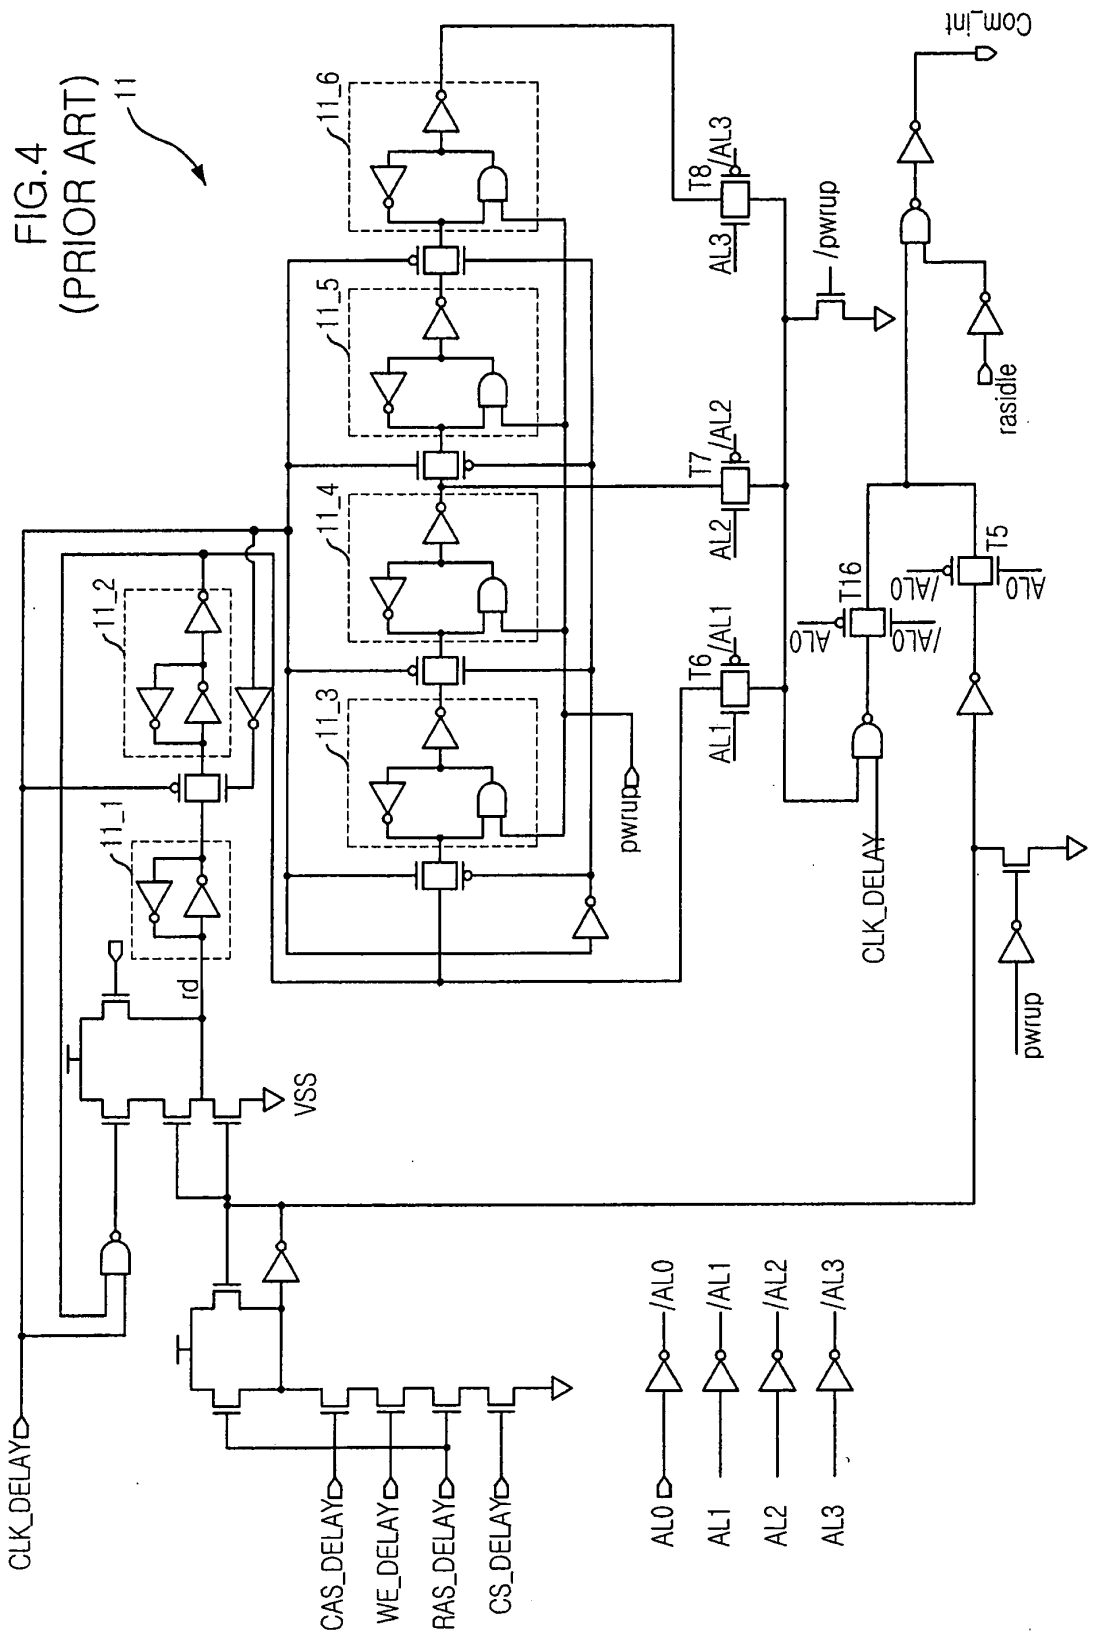 FIG.4
(PRIOR ART)
11
CLK_DELAY
CAS_DELAY
WE_DELAY
RAS_DELAY
CS_DELAY
VSS
rd
11_1
11_2
11_3
11_4
11_5
11_6
pwrup
T6
AL1
/AL1
T7
AL2
/AL2
T8
AL3
/AL3
/pwrup
CLK_DELAY
T16
AL0
/AL0
T5
/AL0
AL0
rasidle
Com_int
pwrup
AL0
/AL0
AL1
/AL1
AL2
/AL2
AL3
/AL3